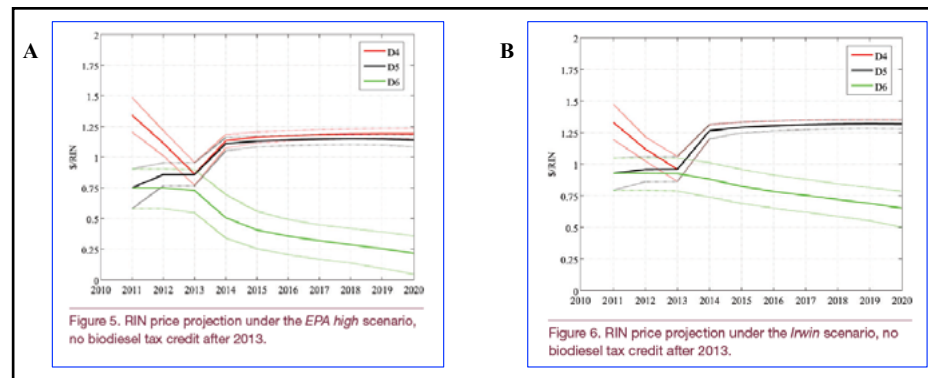 A
2
1.75
1.5
1.25
1
0.75
0.5
0.25
0
$/RIN
D4
D5
D6
2010 2011 2012 2013 2014 2015 2016 2017 2018 2019 2020
Figure 5. RIN price projection under the EPA high scenario,
no biodiesel tax credit after 2013.
B
2
1.75
1.5
1.25
1
0.75
0.5
0.25
0
$/RIN
D4
D5
D6
2010 2011 2012 2013 2014 2015 2016 2017 2018 2019 2020
Figure 6. RIN price projection under the Irwin scenario, no
biodiesel tax credit after 2013.